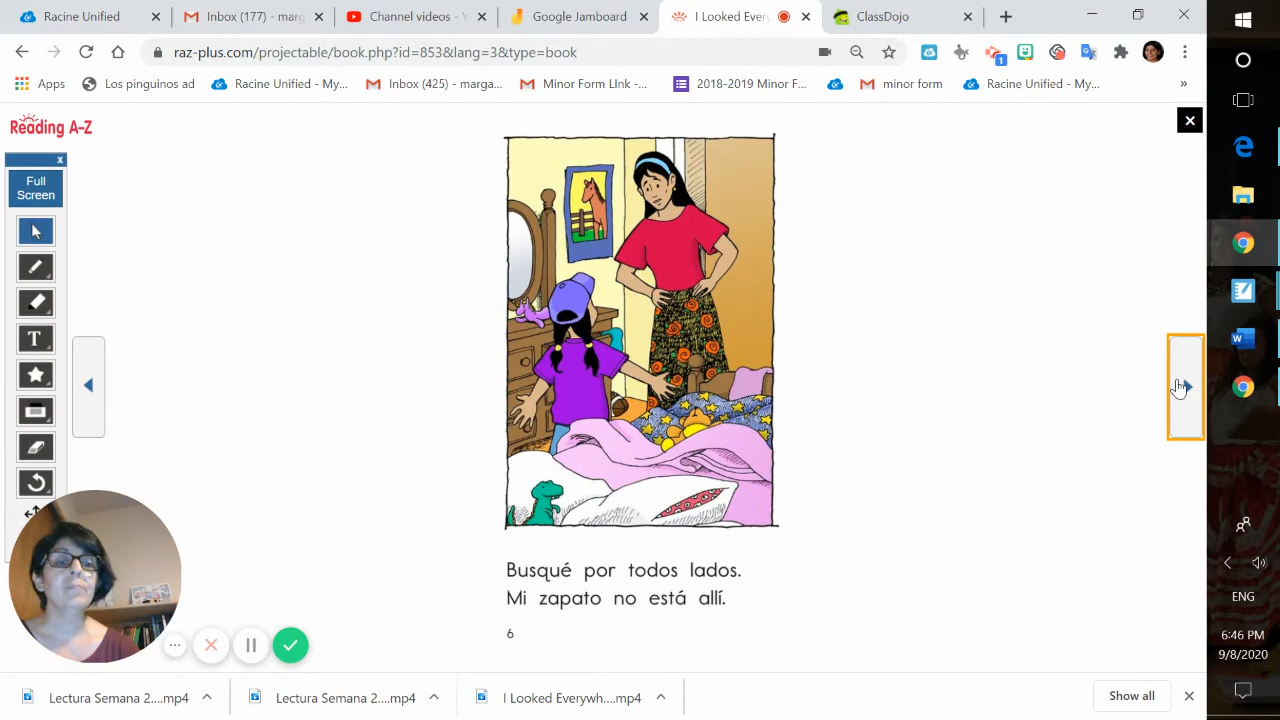 Racine Unified
Inbox (177) - marg
Channel videos -
Google Jamboard
I Looked Every
ClassDojo
raz-plus.com/projectable/book.php?id=853&lang=3&type=book
1
Apps
Los pinguinos ad
Racine Unified - My...
Inbox (425) - marga...
Minor Form LInk -...
2018-2019 Minor F...
minor form
Racine Unified - My...
»
Reading A-Z
x
Full
Screen
T
W
Busqué por todos lados.
Mi zapato no está allí.
6
ENG
6:46 PM
9/8/2020
Lectura Semana 2....mp4
Lectura Semana 2....mp4
I Looked Everywh....mp4
Show all